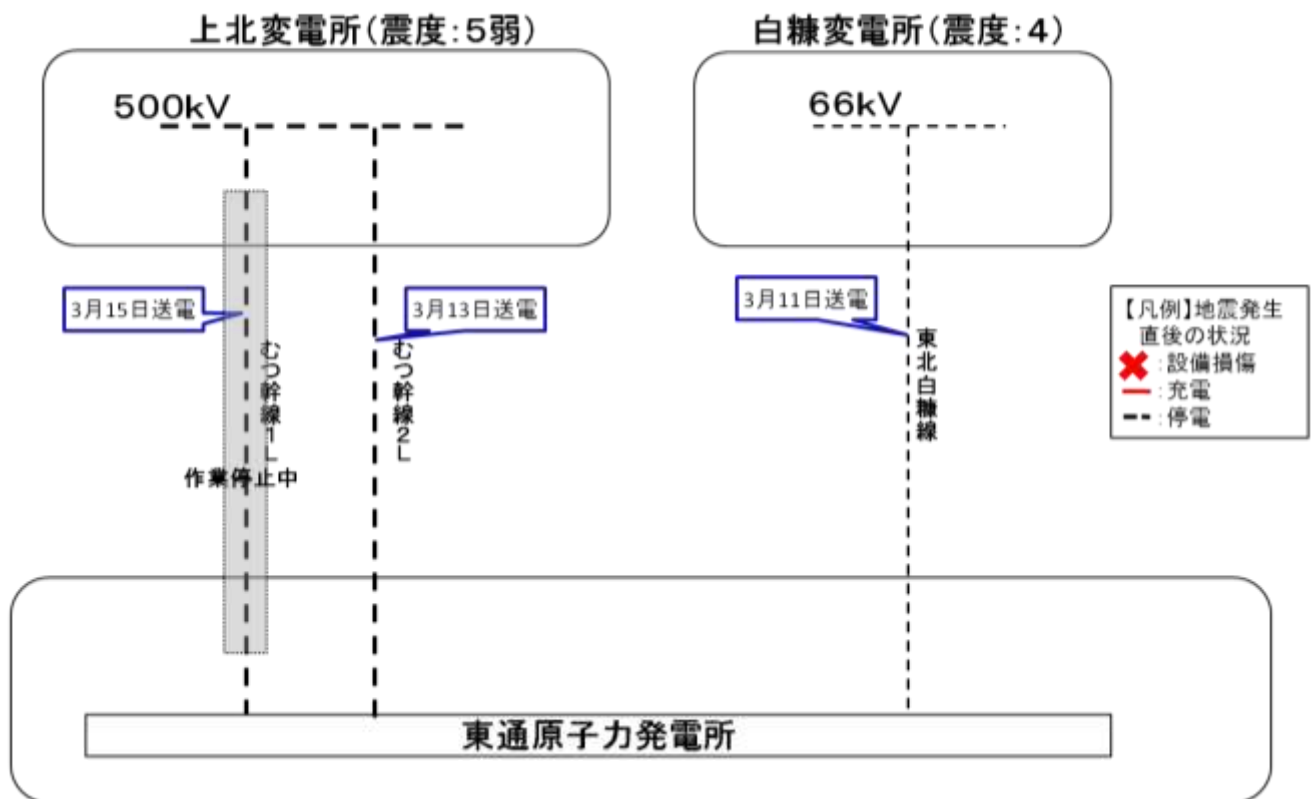 上北変電所(震度:5弱)
白糠変電所(震度:4)
500kV
66kV
3月15日送電
3月13日送電
3月11日送電
むつ幹線1L
むつ幹線2L
東北白糠線
作業停止中
【凡例】地震発生
直後の状況
:設備損傷
:充電
:停電
東通原子力発電所